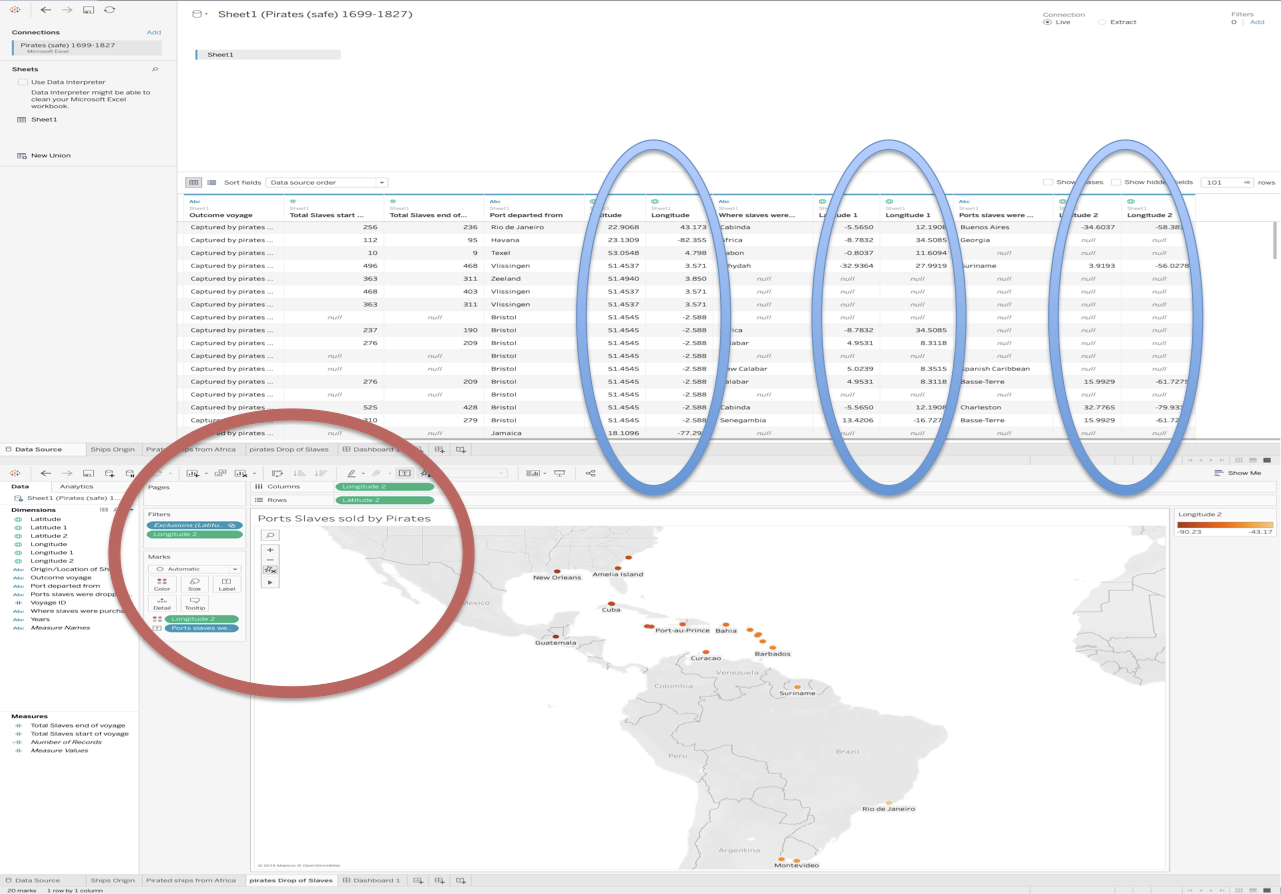 Sheet1 (Pirates (safe) 1699-1827)
Connection
Live Extract
Filters
0 Add
Connections Add
Pirates (safe) 1699-1827
Microsoft Excel
Sheets
Use Data Interpreter
Data Interpreter might be able to
clean your Microsoft Excel
workbook.
Sheet1
New Union
Sheet1
Sort fields Data source order
Show hidden fields 101 rows
Abc Abc Abc Abc
Sheet1 Sheet1 Sheet1 Sheet1 Sheet1 Sheet1 Sheet1 Sheet1 Sheet1 Sheet1
Outcome voyage Total Slaves start ... Total Slaves end of... Port departed from Longitude Where slaves were... Longitude 1 Ports slaves were ... Longitude 2
Captured by pirates ... 256 236 Rio de Janeiro 22.9068 43.173 Cabinda -5.5650 12.1908 Buenos Aires -34.6037
Captured by pirates ... 112 95 Havana 23.1309 -82.355 -8.7832 34.5085 Georgia null null
Captured by pirates ... 10 9 Texel 53.0548 4.798 -0.8037 11.6094 null null null
Captured by pirates ... 496 468 Vlissingen 51.4537 3.571 -32.9364 27.9919 3.9193 -56.0278
Captured by pirates ... 363 311 Zeeland 51.4940 3.850 null null null null null null
Captured by pirates ... 468 403 Vlissingen 51.4537 3.571 null null null null null null
Captured by pirates ... 363 311 Vlissingen 51.4537 3.571 null null null null null null
Captured by pirates ... null null Bristol 51.4545 -2.588 null null null null null null
Captured by pirates ... 237 190 Bristol 51.4545 -2.588 -8.7832 34.5085 null null null
Captured by pirates ... 276 209 Bristol 51.4545 -2.588 4.9531 8.3118 null null null
Captured by pirates ... null null Bristol 51.4545 -2.588 null null null null null null
Captured by pirates ... null null Bristol 51.4545 -2.588 Calabar 5.0239 8.3515 Spanish Caribbean null null
Captured by pirates ... 276 209 Bristol 51.4545 -2.588 4.9531 8.3118 Basse-Terre 15.9929 -61.7275
Captured by pirates ... null null Bristol 51.4545 -2.588 null null null null null null
Captured by pirates ... 525 428 Bristol 51.4545 -2.588 Cabinda -5.5650 12.1908 Charleston 32.7765
Captured by pirates ... 310 279 Bristol 51.4545 -2.588 Senegambia 13.4206 Basse-Terre 15.9929
by pirates ... null null Jamaica 18.1096 null null null null null null
Data Source Ships Origin Pirated ships from Africa pirates Drop of Slaves Dashboard 1
Show Me
Data Analytics
Sheet1 (Pirates (safe) 1...
Dimensions
Latitude
Latitude 1
Latitude 2
Longitude
Longitude 1
Longitude 2
Abc Origin/Location of Sh
Abc Outcome voyage
Abc Port departed from
Abc Ports slaves were dropp
Voyage ID
Abc Where slaves were purcha
Abc Years
Abc Measure Names
Measures
Total Slaves end of voyage
Total Slaves start of voyage
Number of Records
Measure Values
Pages
Filters
Exclusions (Latitu..
Longitude 2
Marks
Automatic
Color Size Label
Detail Tooltip
Longitude 2
Ports slaves we..
Columns Longitude 2
Rows Latitude 2
Ports Slaves sold by Pirates
New Orleans
Amelia Island
Mexico
Cuba
Port-au-Prince Bahia
Guatemala
Barbados
Curacao
Venezuela
Colombia
Suriname
Peru
Brazil
Rio de Janeiro
Argentina
Montevideo
© 2019 Mapbox © OpenStreetMap
Longitude 2
-90.23 -43.17
Data Source Ships Origin Pirated ships from Africa pirates Drop of Slaves Dashboard 1
20 marks 1 row by 1 column